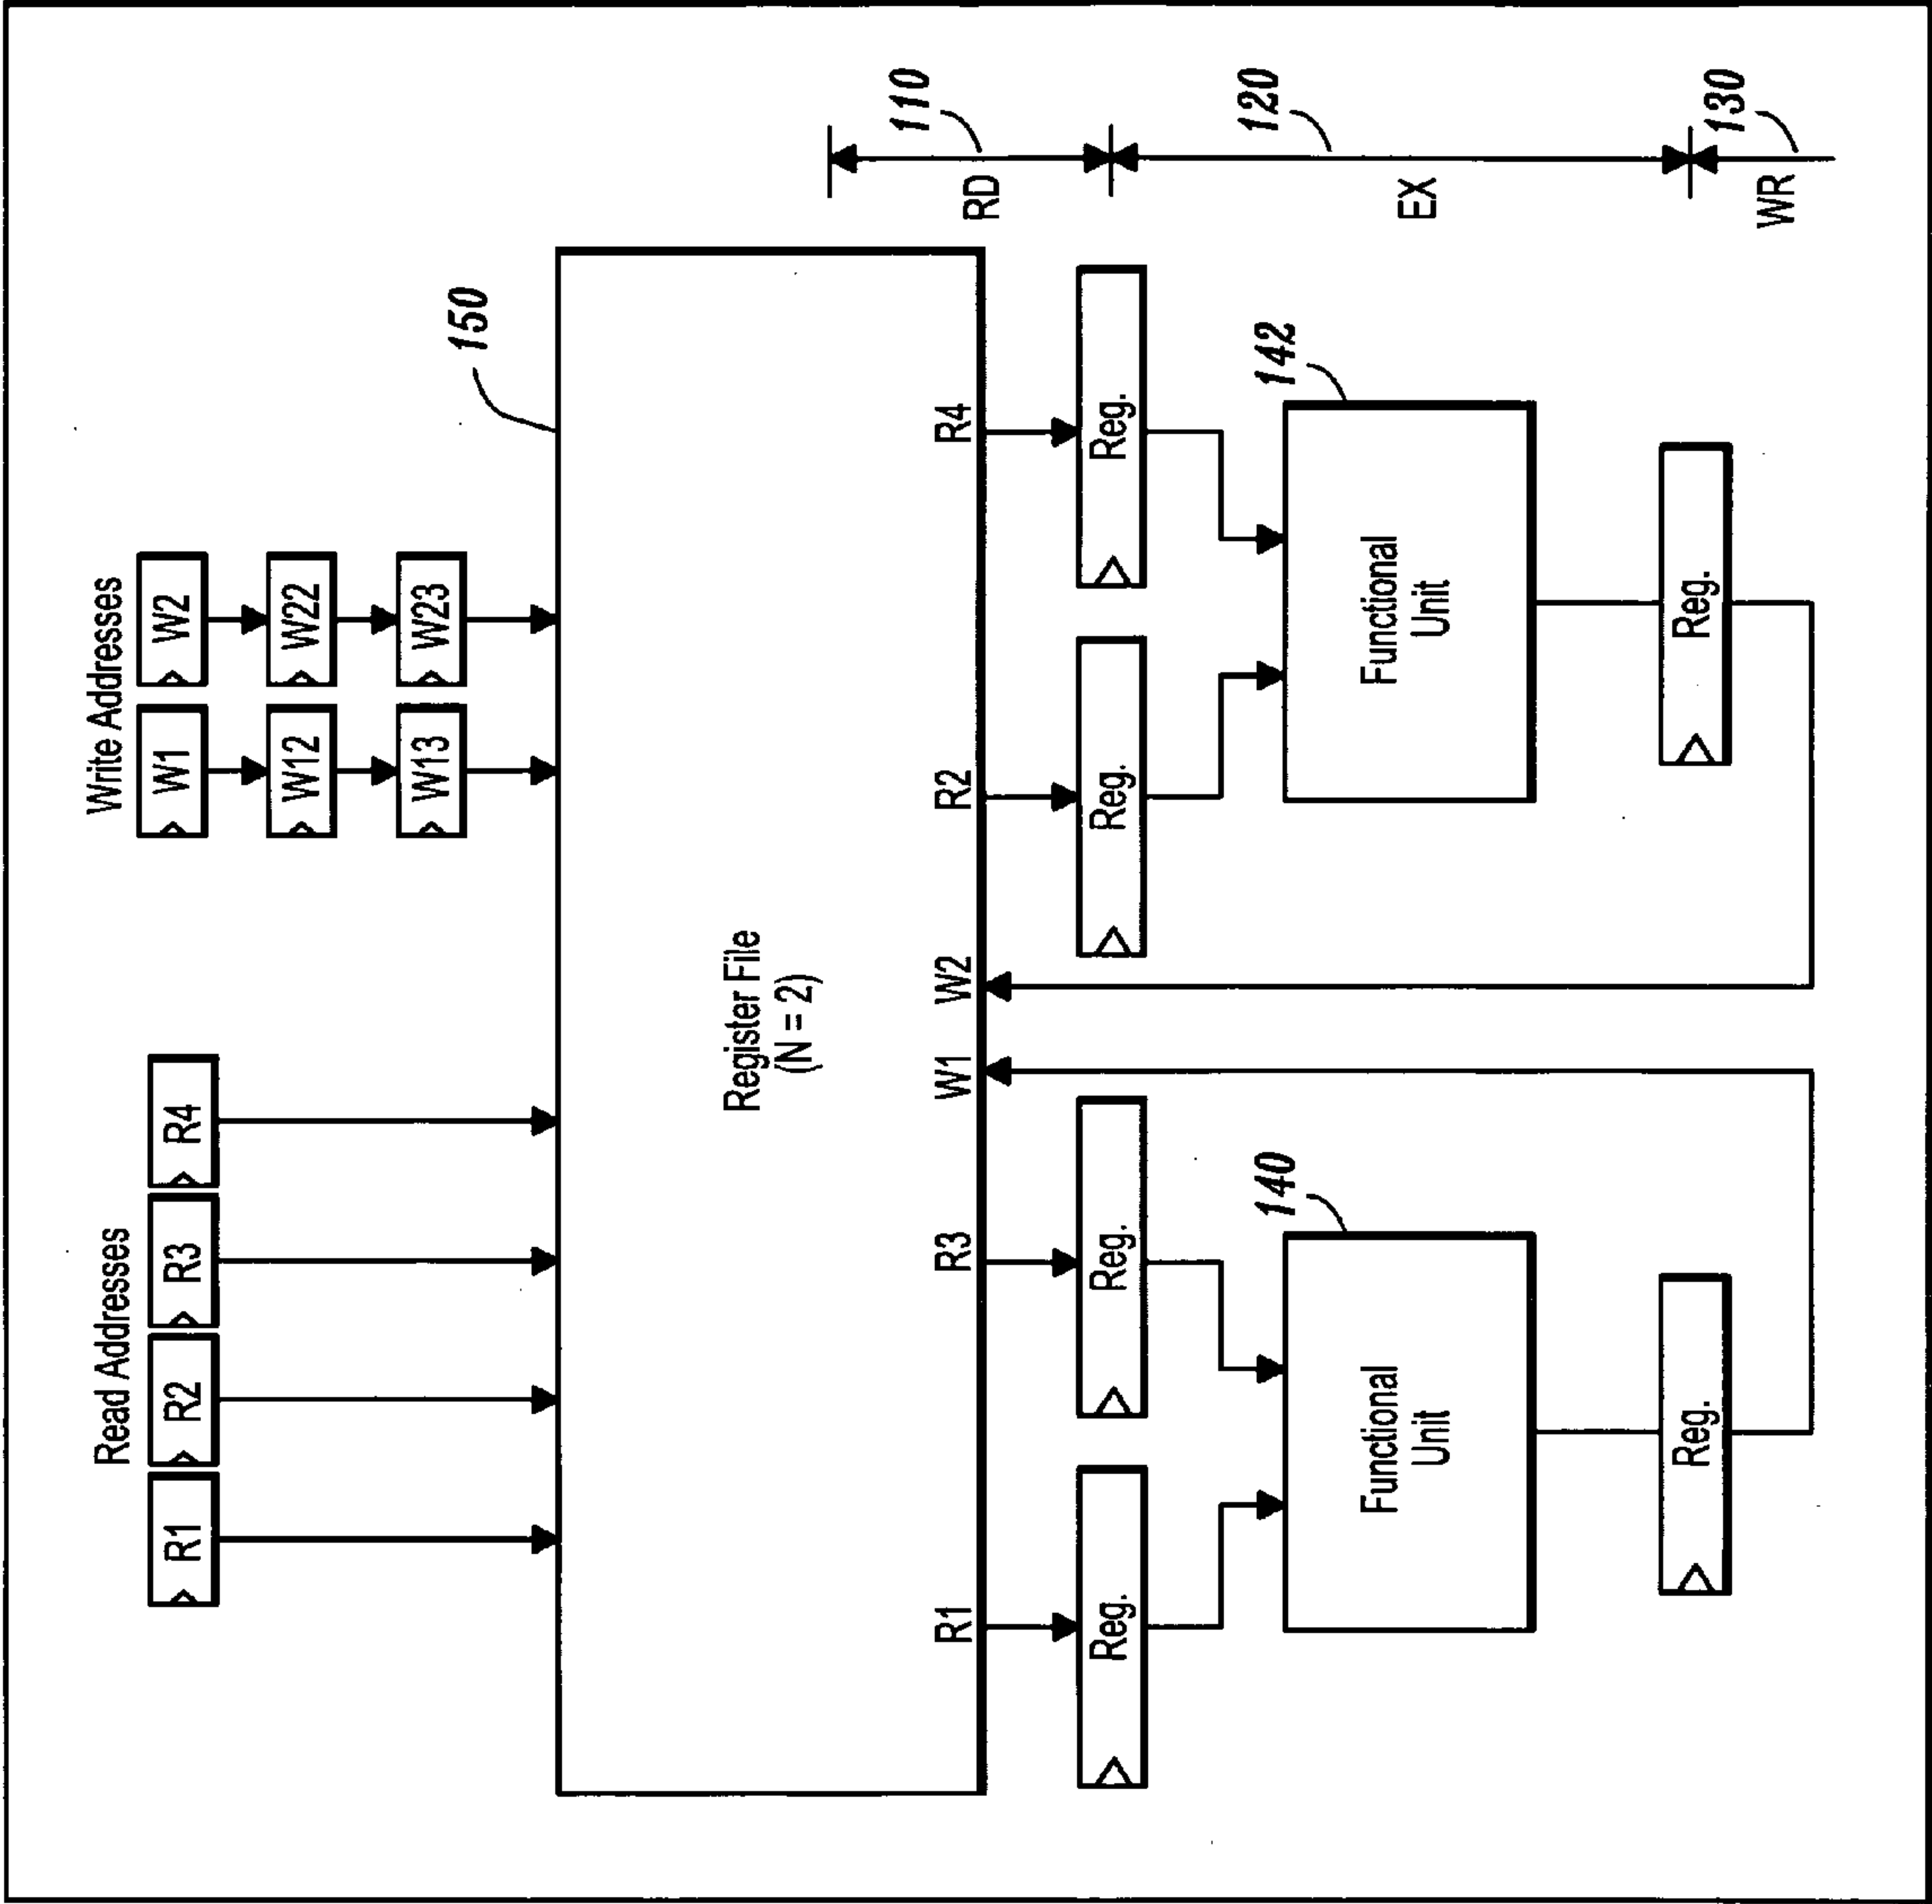 Read Addresses
Write Addresses
R1
R2
R3
R4
W1
W2
W12
W22
W13
W23
150
Register File
(N = 2)
R1
R3
W1
W2
R2
R4
RD
110
Reg.
Reg.
Reg.
Reg.
140
142
120
Functional
Unit
Functional
Unit
EX
Reg.
Reg.
130
WR